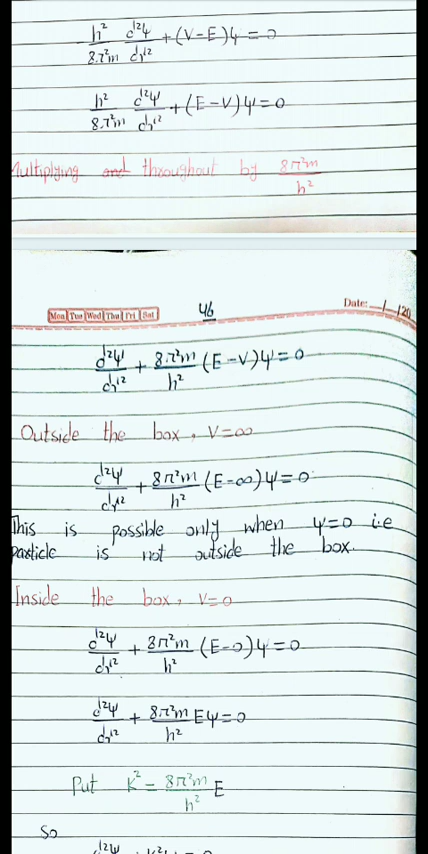 h²/8π²m d²ψ/dx² + (V-E)ψ = 0
h²/8π²m d²ψ/dx² + (E-V)ψ = 0
Multiplying and throughout by 8π²m/h²
Mon Tue Wed Thu Fri Sat 46 Date: __/__/20
d²ψ/dx² + 8π²m/h² (E-V)ψ = 0
Outside the box, V=∞
d²ψ/dx² + 8π²m/h² (E-∞)ψ = 0
This is possible only when ψ=0 i.e
particle is not outside the box.
Inside the box, V=0
d²ψ/dx² + 8π²m/h² (E-0)ψ = 0
d²ψ/dx² + 8π²m/h² Eψ = 0
Put K² = 8π²m/h² E
So